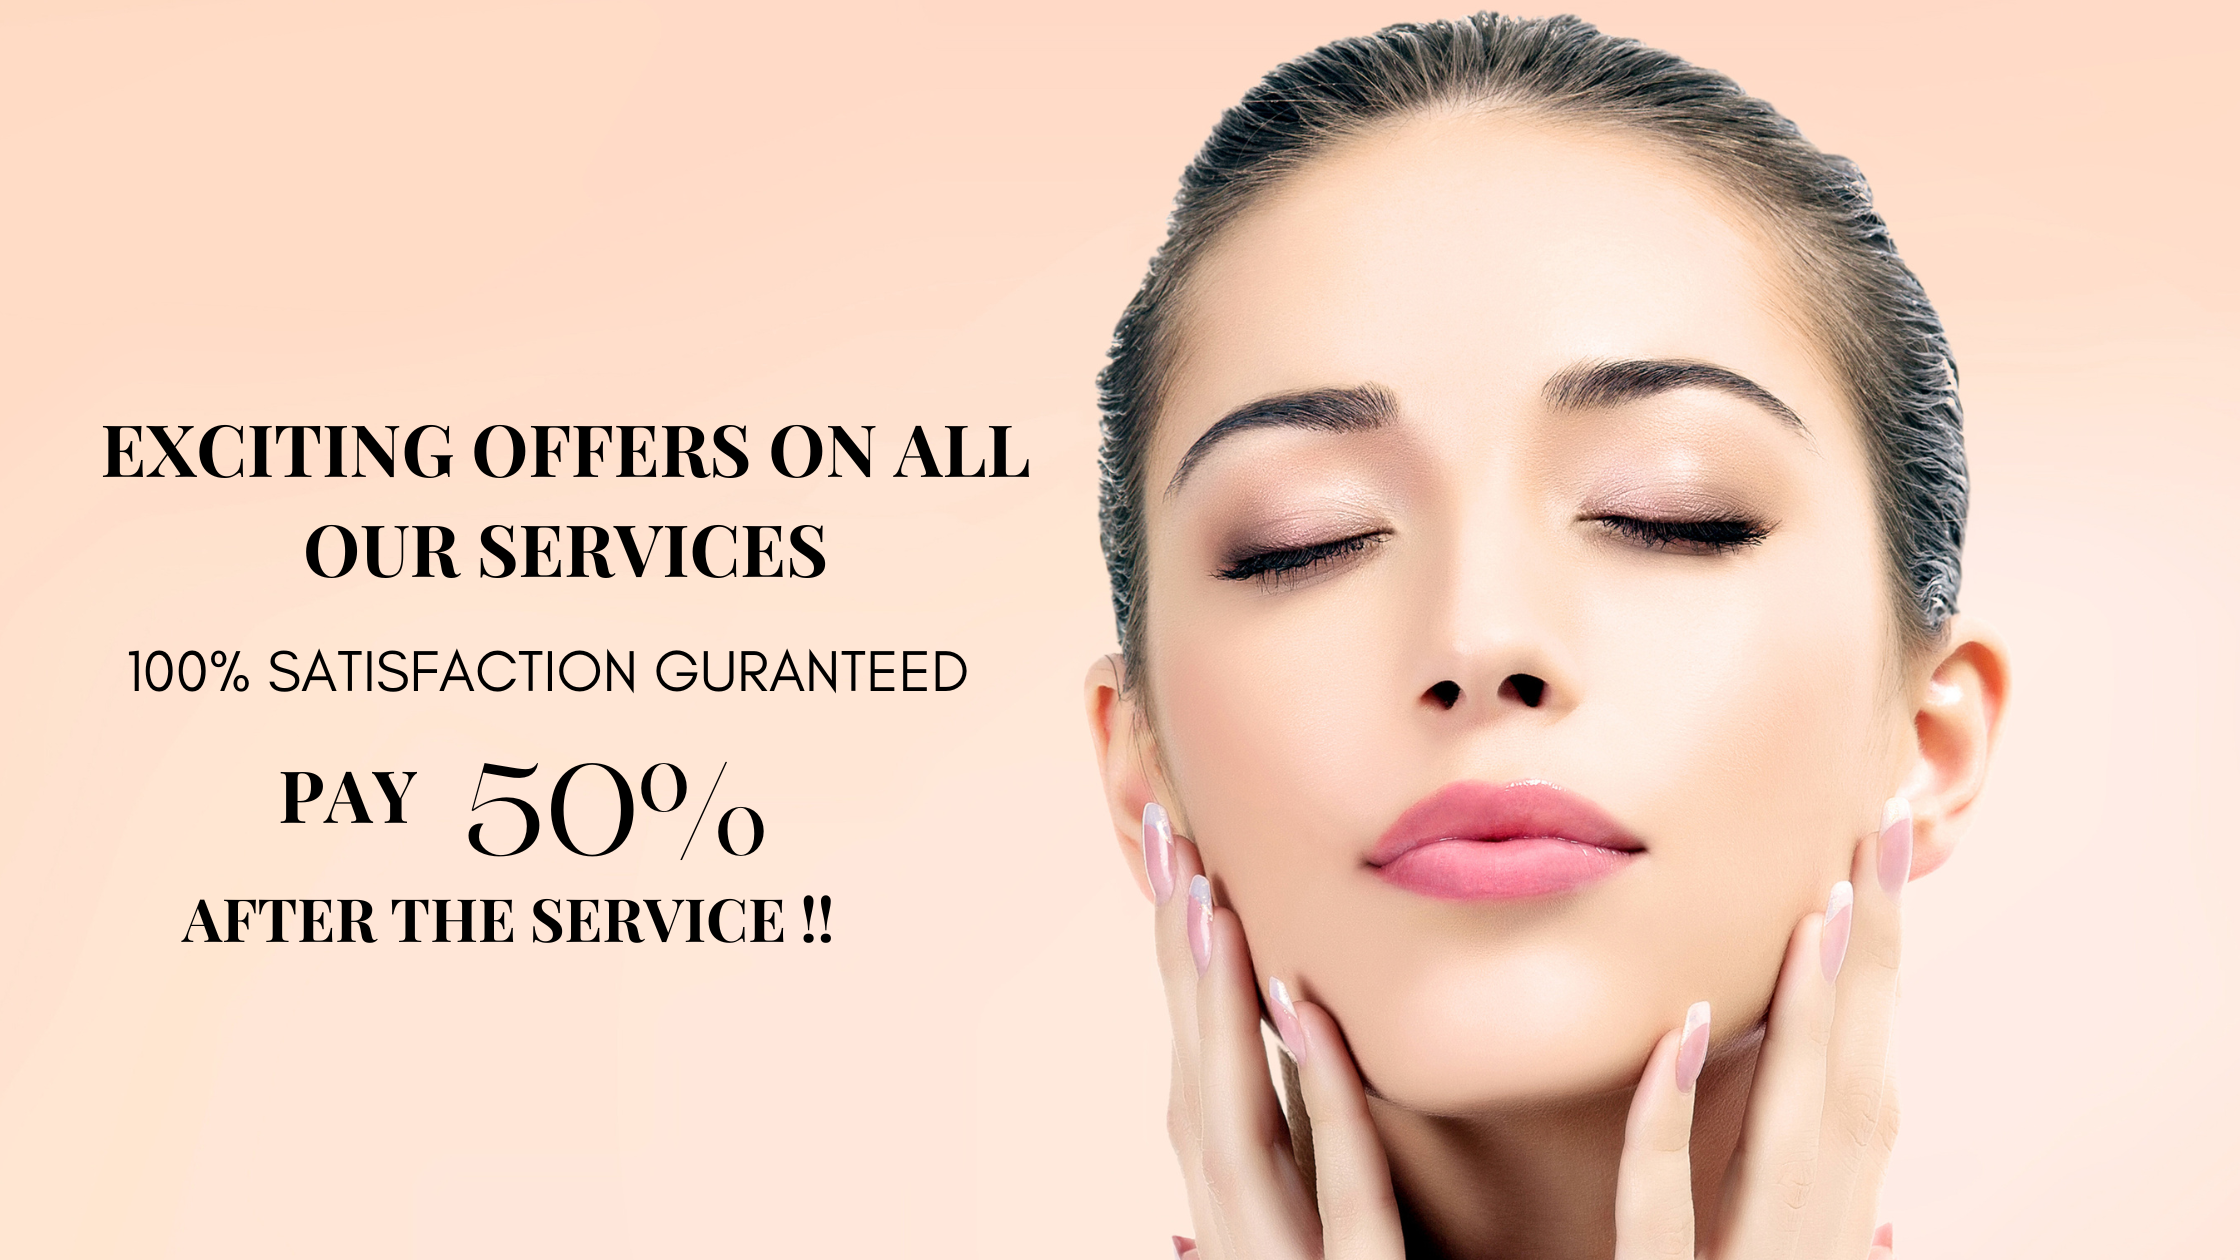 EXCITING OFFERS ON ALL
OUR SERVICES
100% SATISFACTION GURANTEED
PAY 50%
AFTER THE SERVICE !!